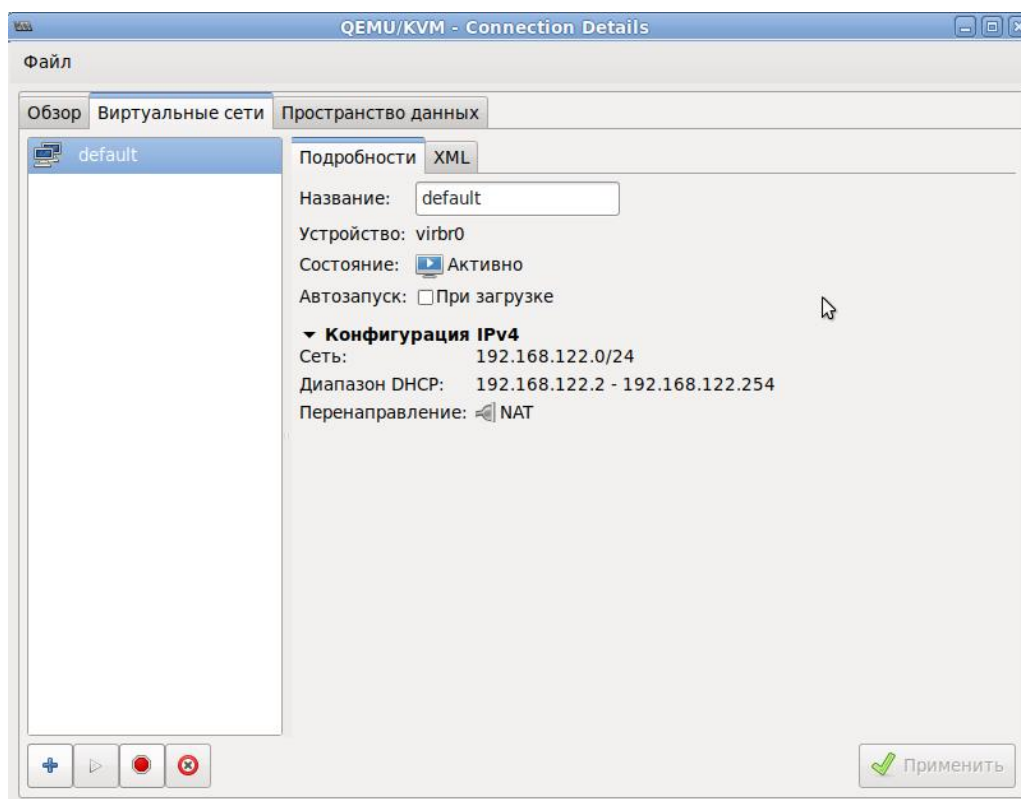 QEMU/KVM - Connection Details
Файл
Обзор Виртуальные сети Пространство данных
default
Подробности XML
Название: default
Устройство: virbr0
Состояние: Активно
Автозапуск: При загрузке
Конфигурация IPv4
Сеть: 192.168.122.0/24
Диапазон DHCP: 192.168.122.2 - 192.168.122.254
Перенаправление: NAT
Применить